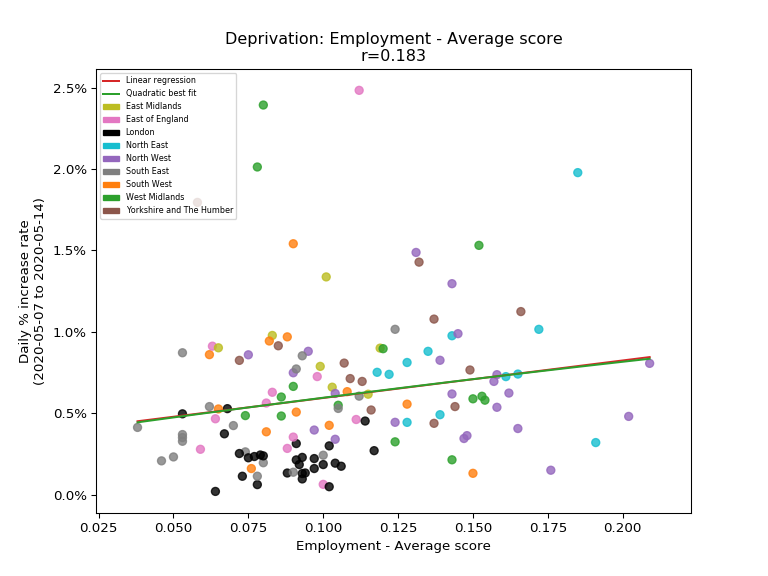 Deprivation: Employment - Average score
r=0.183
Linear regression
Quadratic best fit
East Midlands
East of England
London
North East
North West
South East
South West
West Midlands
Yorkshire and The Humber
2.5%
2.0%
1.5%
1.0%
0.5%
0.0%
Daily % increase rate
(2020-05-07 to 2020-05-14)
0.025
0.050
0.075
0.100
0.125
0.150
0.175
0.200
Employment - Average score